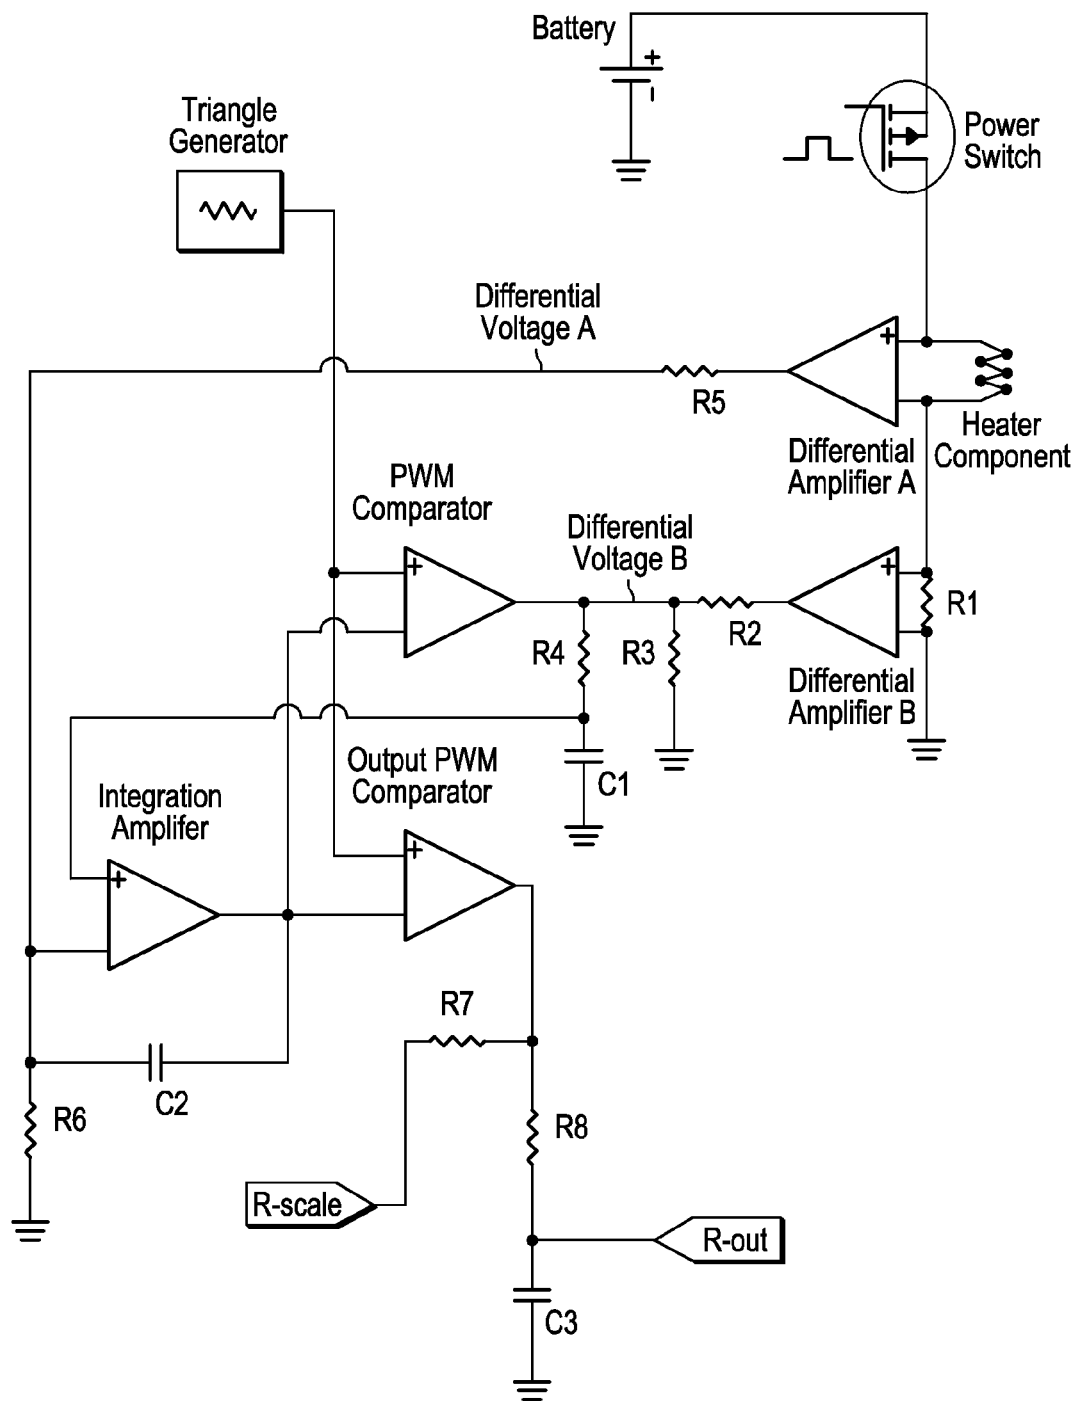 Battery
+
Triangle
Generator
Power
Switch
Differential
Voltage A
+
R5
Heater
Component
Differential
Amplifier A
PWM
Comparator
Differential
Voltage B
+
+
R1
R2
R4
R3
Differential
Amplifier B
Output PWM
Comparator
C1
Integration
Amplifer
+
+
R7
C2
R6
R8
R-scale
R-out
C3